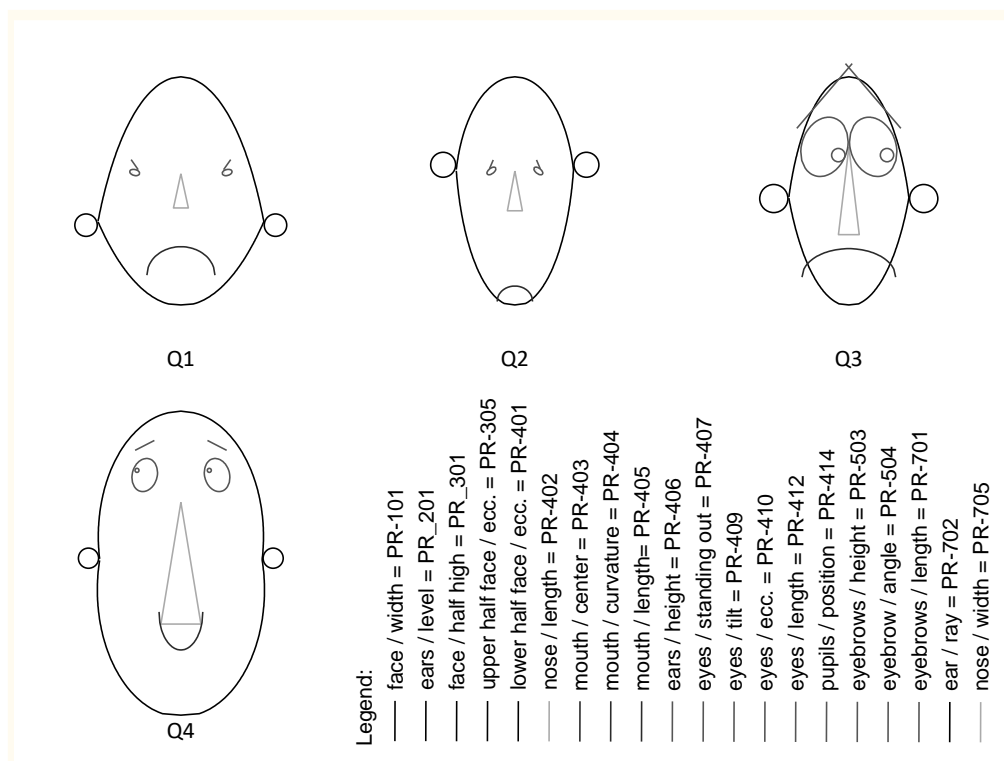 Q1
Q2
Q3
Q4
Legend:
face / width = PR-101
ears / level = PR_201
face / half high = PR_301
upper half face / ecc. = PR-305
lower half face / ecc. = PR-401
nose / length = PR-402
mouth / center = PR-403
mouth / curvature = PR-404
mouth / length= PR-405
ears / height = PR-406
eyes / standing out = PR-407
eyes / tilt = PR-409
eyes / ecc. = PR-410
eyes / length = PR-412
pupils / position = PR-414
eyebrows / height = PR-503
eyebrow / angle = PR-504
eyebrows / length = PR-701
ear / ray = PR-702
nose / width = PR-705